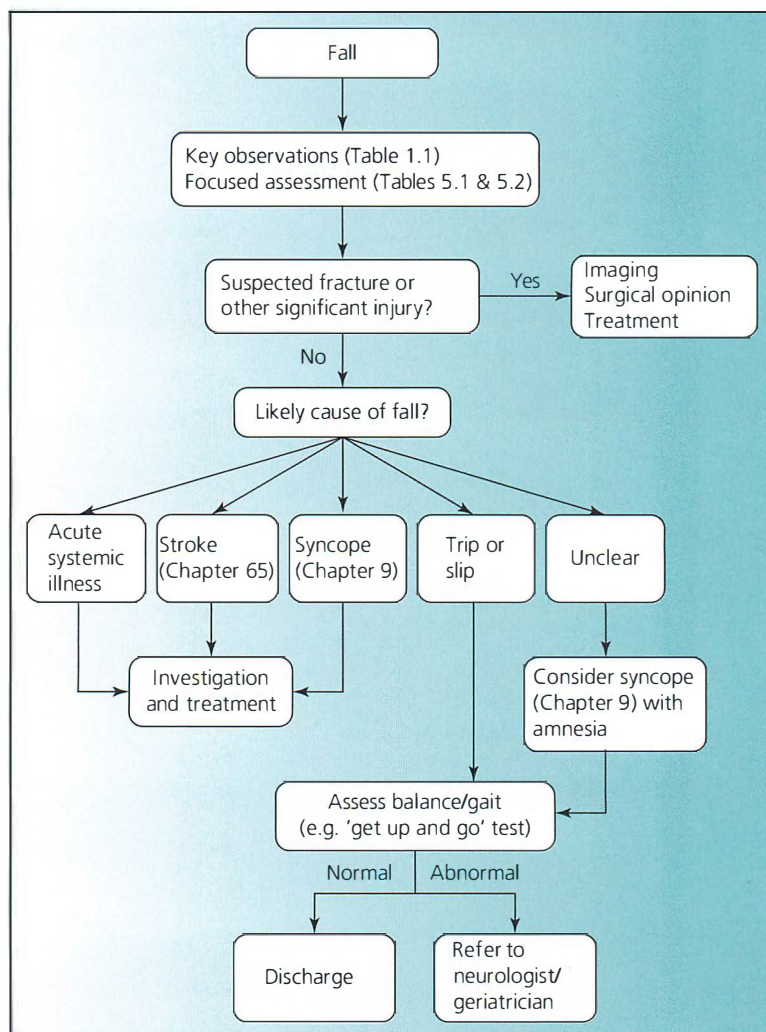 Fall
Key observations (Table 1.1)
Focused assessment (Tables 5.1 & 5.2)
Suspected fracture or
other significant injury?
Yes
Imaging
Surgical opinion
Treatment
No
Likely cause of fall?
Acute
systemic
illness
Stroke
(Chapter 65)
Syncope
(Chapter 9)
Trip or
slip
Unclear
Investigation
and treatment
Consider syncope
(Chapter 9) with
amnesia
Assess balance/gait
(e.g. 'get up and go' test)
Normal
Abnormal
Discharge
Refer to
neurologist/
geriatrician